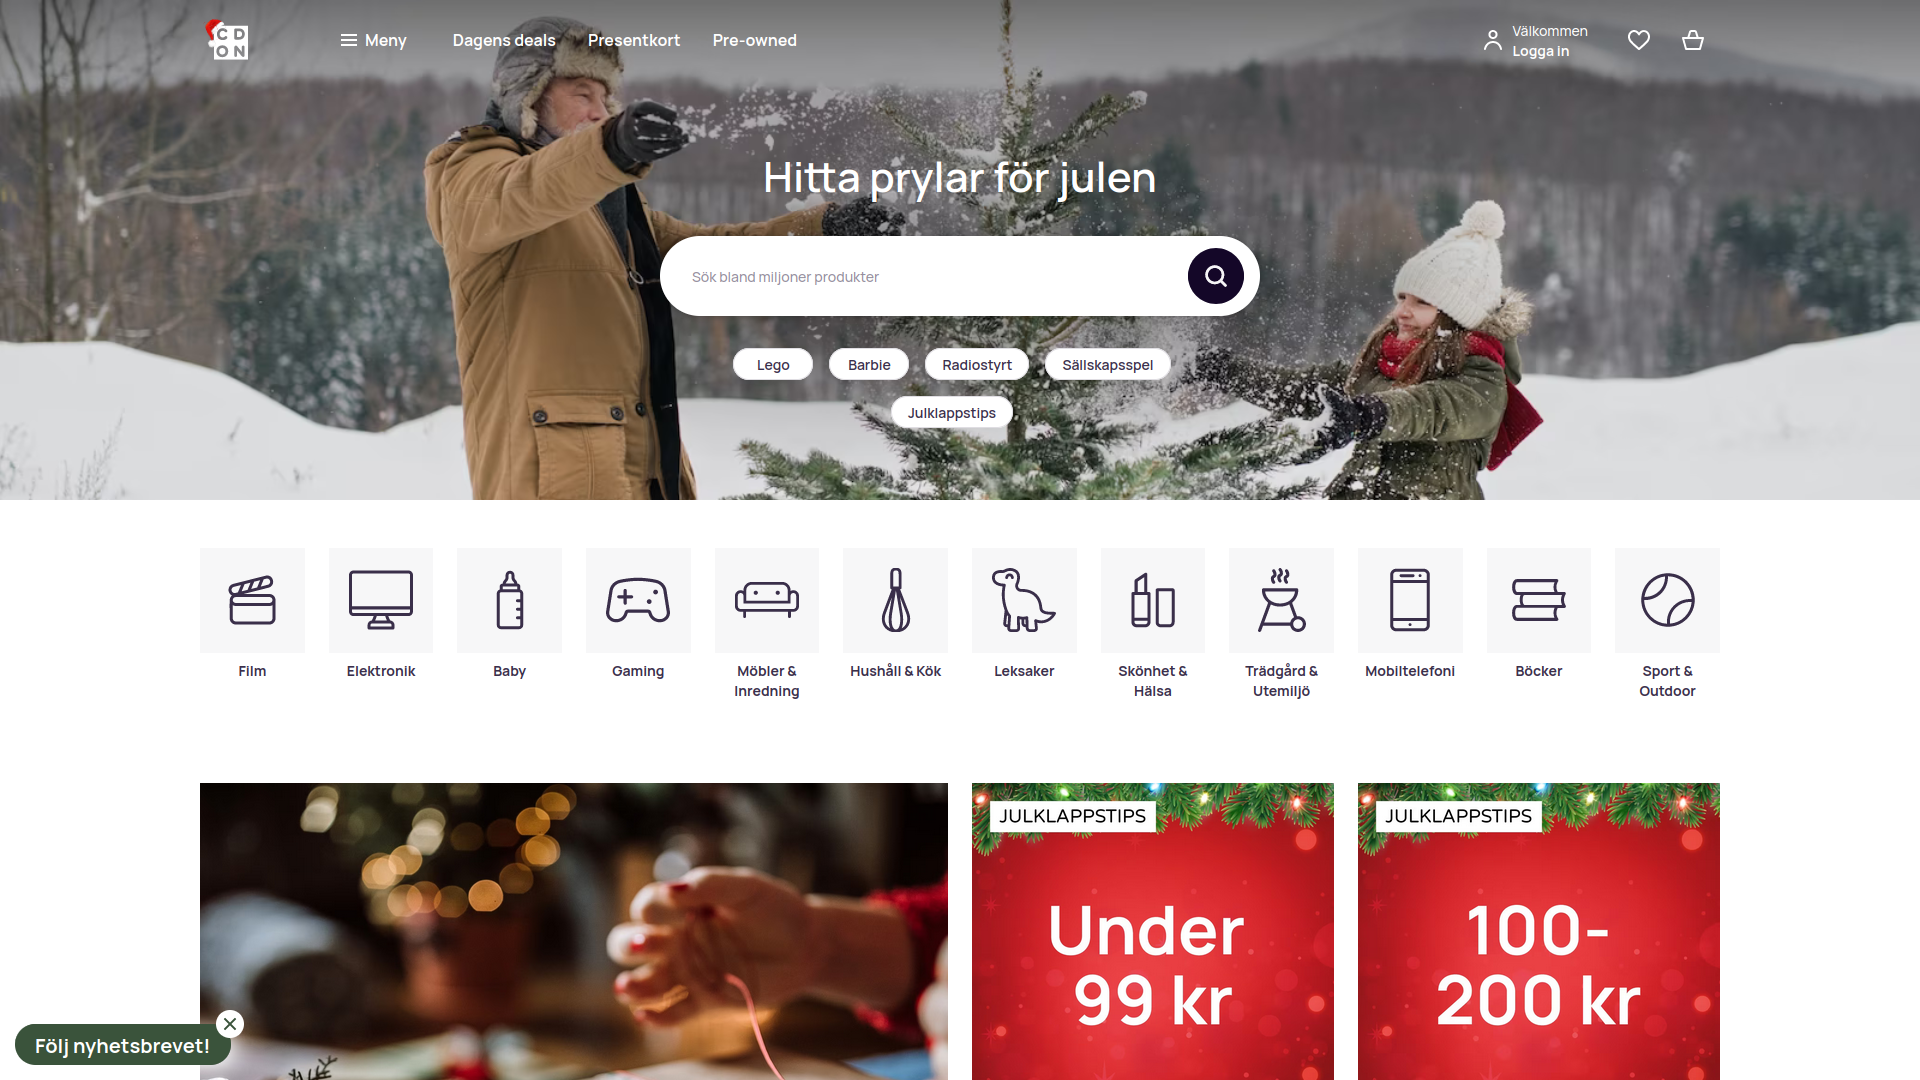 CD
ON
Meny
Dagens deals
Presentkort
Pre-owned
Välkommen
Logga in
Hitta prylar för julen
Sök bland miljoner produkter
Lego
Barbie
Radiostyrt
Sällskapsspel
Julklappstips
Film
Elektronik
Baby
Gaming
Möbler &
Inredning
Hushåll & Kök
Leksaker
Skönhet &
Hälsa
Trädgård &
Utemiljö
Mobiltelefoni
Böcker
Sport &
Outdoor
JULKLAPPSTIPS
Under
99 kr
JULKLAPPSTIPS
100-
200 kr
Följ nyhetsbrevet!